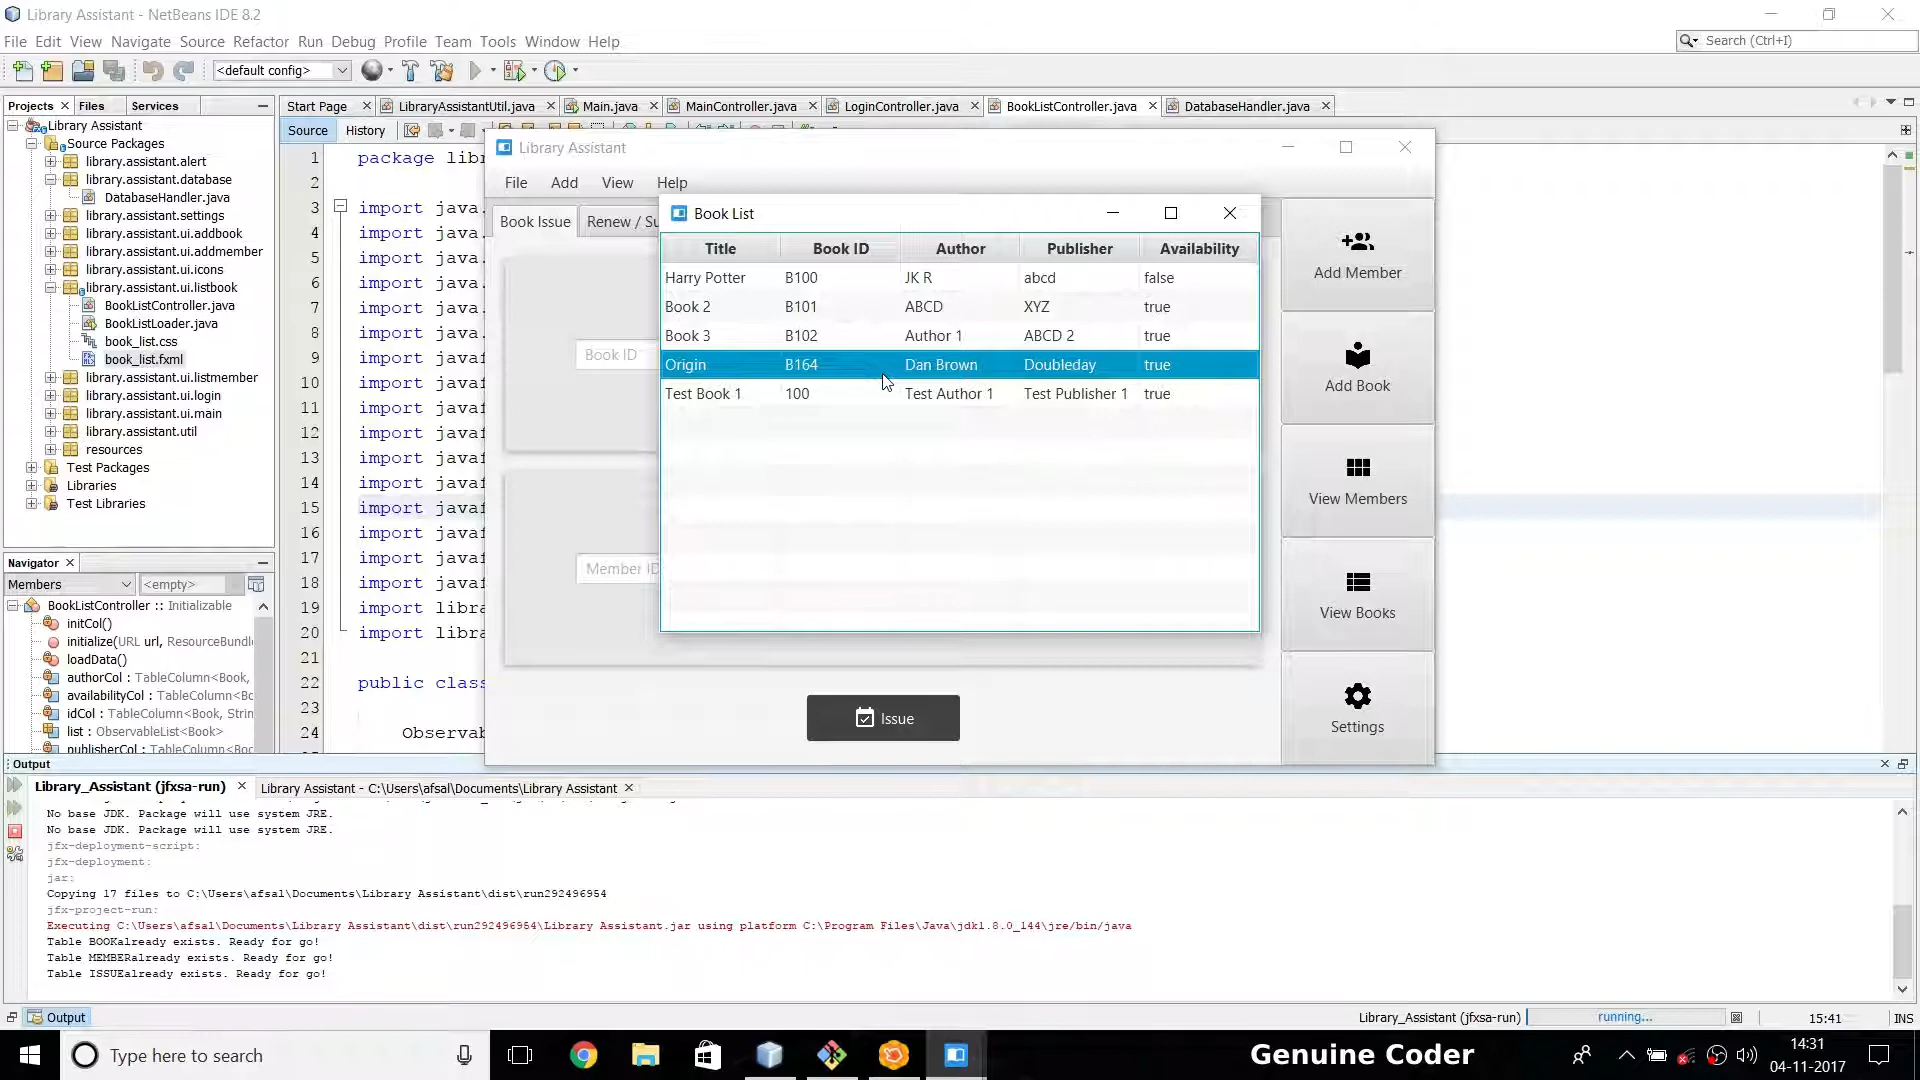 Library Assistant - NetBeans IDE 8.2
File Edit View Navigate Source Refactor Run Debug Profile Team Tools Window Help
Search (Ctrl+I)
<default config>
Projects Files Services
Start Page LibraryAssistantUtil.java Main.java MainController.java LoginController.java BookListController.java DatabaseHandler.java
Source History
Library Assistant
Source Packages
library.assistant.alert
library.assistant.database
DatabaseHandler.java
library.assistant.settings
library.assistant.ui.addbook
library.assistant.ui.addmember
library.assistant.ui.icons
library.assistant.ui.listbook
BookListController.java
BookListLoader.java
book_list.css
book_list.fxml
library.assistant.ui.listmember
library.assistant.ui.login
library.assistant.ui.main
library.assistant.util
resources
Test Packages
Libraries
Test Libraries
Navigator
Members <empty>
BookListController :: Initializable
initCol()
initialize(URL url, ResourceBundl
loadData()
authorCol : TableColumn<Book,
availabilityCol : TableColumn<Bo
idCol : TableColumn<Book, Strin
list : ObservableList<Book>
publisherCol : TableColumn<Bo
1 package libr
2
3 import java.
4 import java.
5 import java.
6 import java.
7 import java.
8 import java.
9 import javaf
10 import javaf
11 import javaf
12 import javaf
13 import javaf
14 import javaf
15 import javaf
16 import javaf
17 import javaf
18 import javaf
19 import libra
20 import libra
21
22 public class
23
24 Observab
Library Assistant
File Add View Help
Book Issue Renew / Su
Book ID
Member ID
Issue
Book List
Title Book ID Author Publisher Availability
Harry Potter B100 JK R abcd false
Book 2 B101 ABCD XYZ true
Book 3 B102 Author 1 ABCD 2 true
Origin B164 Dan Brown Doubleday true
Test Book 1 100 Test Author 1 Test Publisher 1 true
Add Member
Add Book
View Members
View Books
Settings
Output
Library_Assistant (jfxsa-run) Library Assistant - C:\Users\afsal\Documents\Library Assistant
No base JDK. Package will use system JRE.
No base JDK. Package will use system JRE.
jfx-deployment-script:
jfx-deployment:
jar:
Copying 17 files to C:\Users\afsal\Documents\Library Assistant\dist\run292496954
jfx-project-run:
Executing C:\Users\afsal\Documents\Library Assistant\dist\run292496954\Library Assistant.jar using platform C:\Program Files\Java\jdk1.8.0_144\jre/bin/java
Table BOOKalready exists. Ready for go!
Table MEMBERalready exists. Ready for go!
Table ISSUEalready exists. Ready for go!
Output
Library_Assistant (jfxsa-run) running... 15:41 INS
Type here to search
Genuine Coder
14:31
04-11-2017